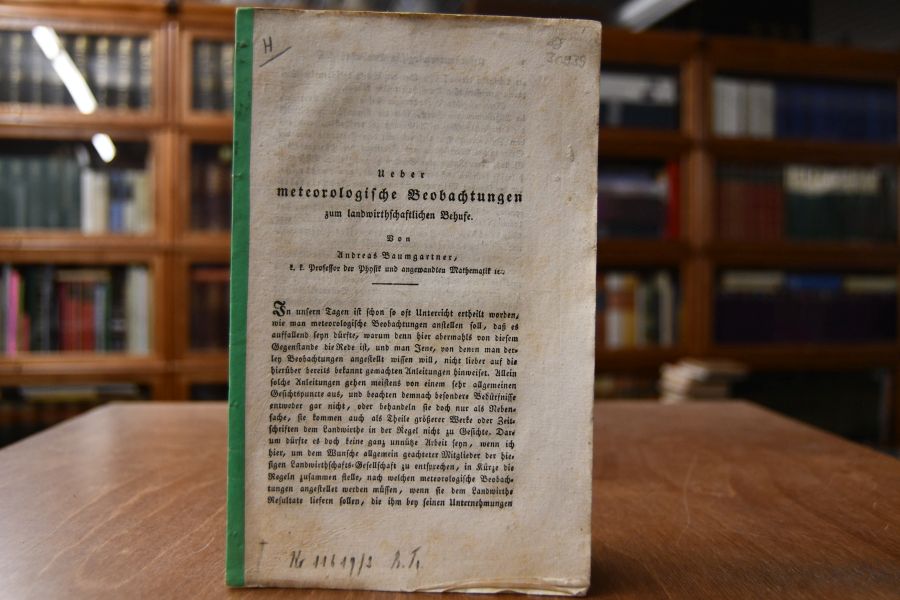 H
30935
Ueber
meteorologische Beobachtungen
zum landwirthschaftlichen Behufe.
Von
Andreas Baumgartner,
k. k. Professor der Physik und angewandten Mathematik ꝛc.
In unsern Tagen ist schon so oft Unterricht ertheilt worden,
wie man meteorologische Beobachtungen anstellen soll, daß es
auffallend seyn dürfte, warum denn hier abermahls von diesem
Gegenstande die Rede ist, und man Jene, von denen man der-
ley Beobachtungen angestellt wissen will, nicht lieber auf die
hierüber bereits bekannt gemachten Anleitungen hinweiset. Allein
solche Anleitungen gehen meistens von einem sehr allgemeinen
Gesichtspuncte aus, und beachten demnach besondere Bedürfnisse
entweder gar nicht, oder behandeln sie doch nur als Neben-
sache, sie kommen auch als Theile größerer Werke oder Zeit-
schriften dem Landwirthe in der Regel nicht zu Gesichte. Dar-
um dürfte es doch keine ganz unnütze Arbeit seyn, wenn ich
hier, um dem Wunsche allgemein geachteter Mitglieder der hie-
sigen Landwirthschafts-Gesellschaft zu entsprechen, in Kürze die
Regeln zusammen stelle, nach welchen meteorologische Beobach-
tungen angestellet werden müssen, wenn sie dem Landwirthe
Resultate liefern sollen, die ihm bey seinen Unternehmungen